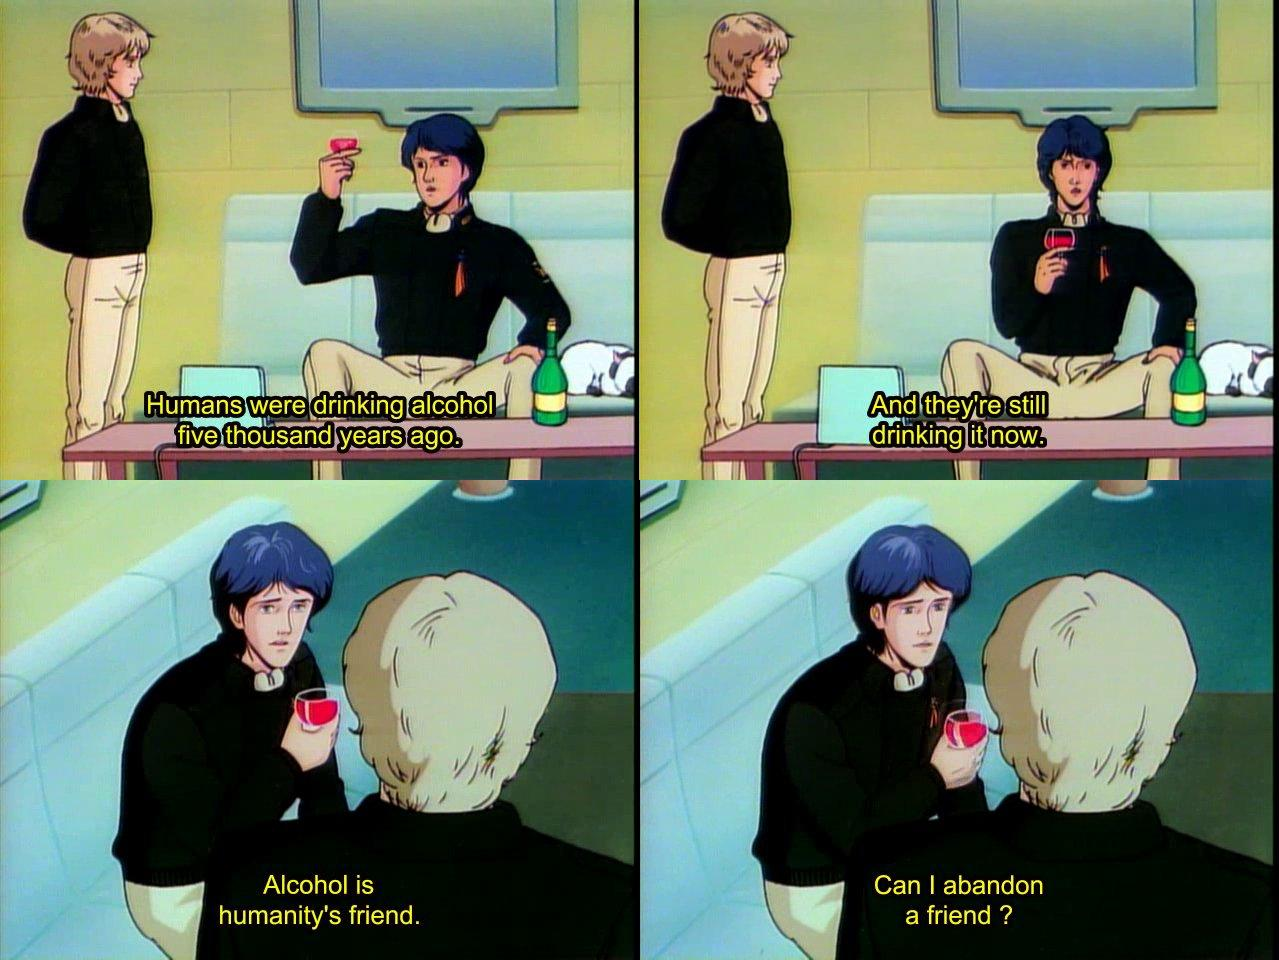 Humans were drinking alcohol
five thousand years ago.
And they're still
drinking it now.
Alcohol is
humanity's friend.
Can I abandon
a friend ?